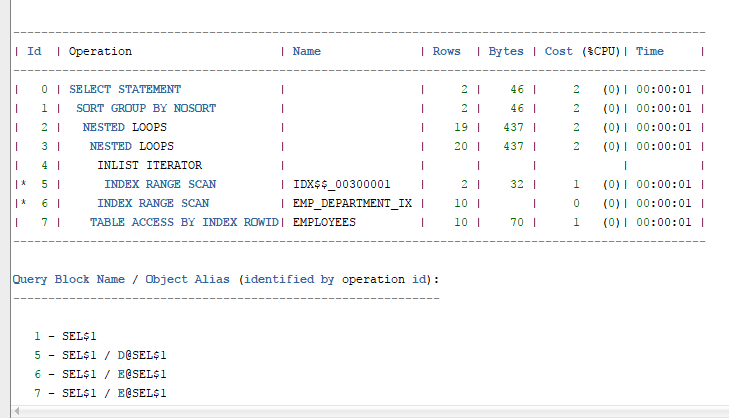 --------------------------------------------------------------------------------------------------
| Id  | Operation                     | Name              | Rows  | Bytes | Cost (%CPU)| Time     |
--------------------------------------------------------------------------------------------------
|   0 | SELECT STATEMENT              |                   |     2 |    46 |     2   (0)| 00:00:01 |
|   1 |  SORT GROUP BY NOSORT         |                   |     2 |    46 |     2   (0)| 00:00:01 |
|   2 |   NESTED LOOPS                |                   |    19 |   437 |     2   (0)| 00:00:01 |
|   3 |    NESTED LOOPS               |                   |    20 |   437 |     2   (0)| 00:00:01 |
|   4 |     INLIST ITERATOR           |                   |       |       |            |          |
|*  5 |      INDEX RANGE SCAN         | IDX$$_00300001    |     2 |    32 |     1   (0)| 00:00:01 |
|*  6 |     INDEX RANGE SCAN          | EMP_DEPARTMENT_IX |    10 |       |     0   (0)| 00:00:01 |
|   7 |    TABLE ACCESS BY INDEX ROWID| EMPLOYEES         |    10 |    70 |     1   (0)| 00:00:01 |
--------------------------------------------------------------------------------------------------
Query Block Name / Object Alias (identified by operation id):
-------------------------------------------------------------
   1 - SEL$1
   5 - SEL$1 / D@SEL$1
   6 - SEL$1 / E@SEL$1
   7 - SEL$1 / E@SEL$1